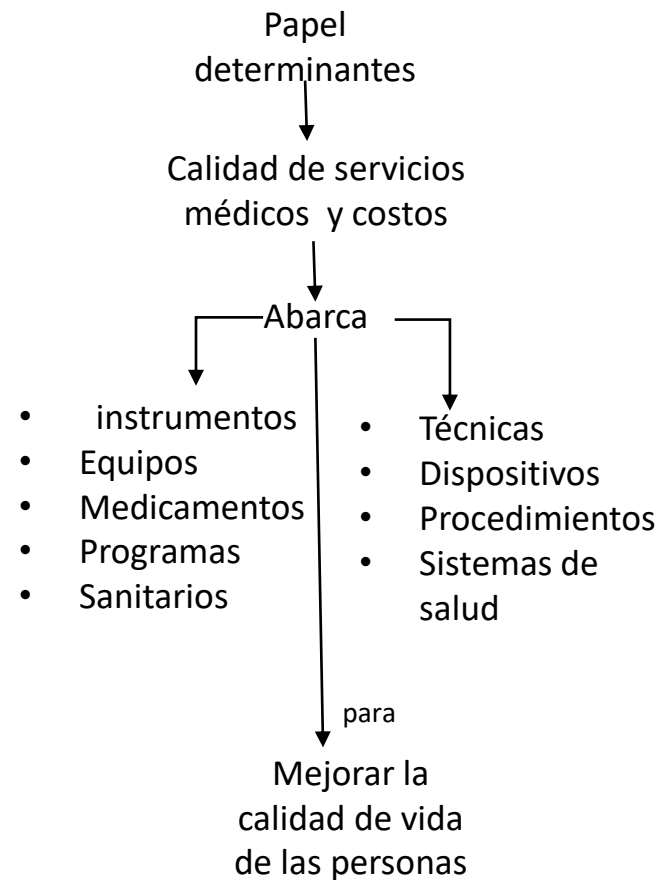 Papel
determinantes
Calidad de servicios
médicos y costos
Abarca
• instrumentos
• Equipos
• Medicamentos
• Programas
• Sanitarios
• Técnicas
• Dispositivos
• Procedimientos
• Sistemas de
salud
para
Mejorar la
calidad de vida
de las personas